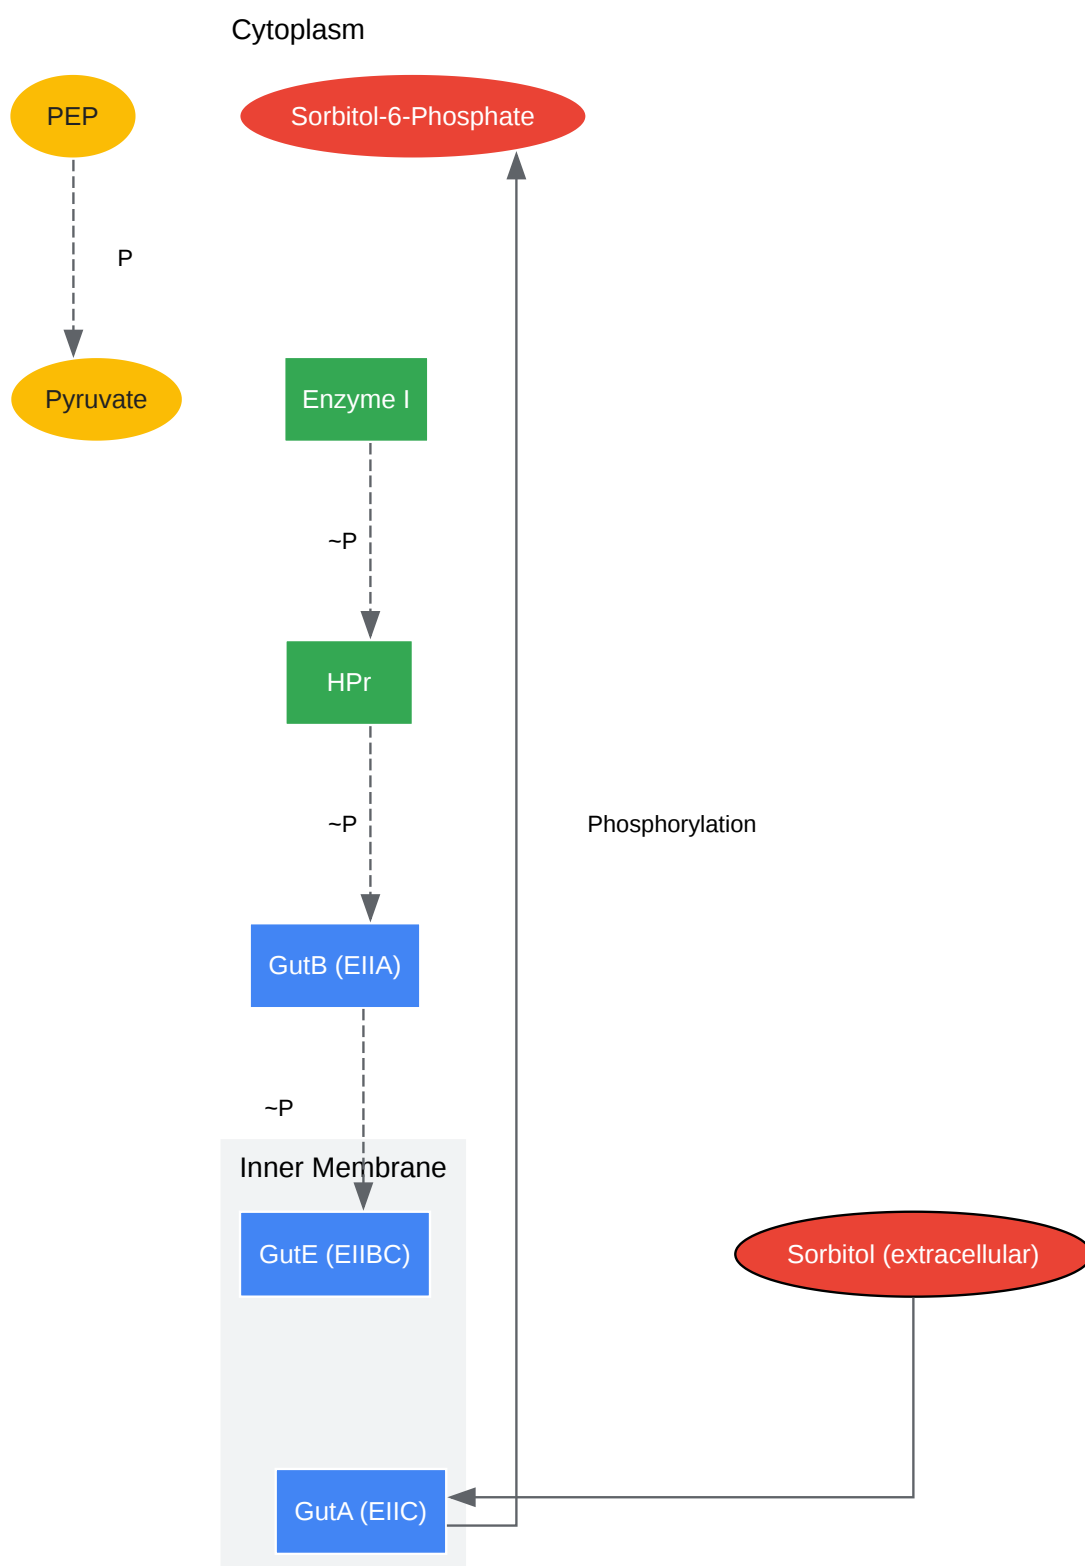 Cytoplasm
PEP
Sorbitol-6-Phosphate
P
Pyruvate
Enzyme I
~P
HPr
~P
Phosphorylation
GutB (EIIA)
~P
Inner Membrane
GutE (EIIBC)
Sorbitol (extracellular)
GutA (EIIC)